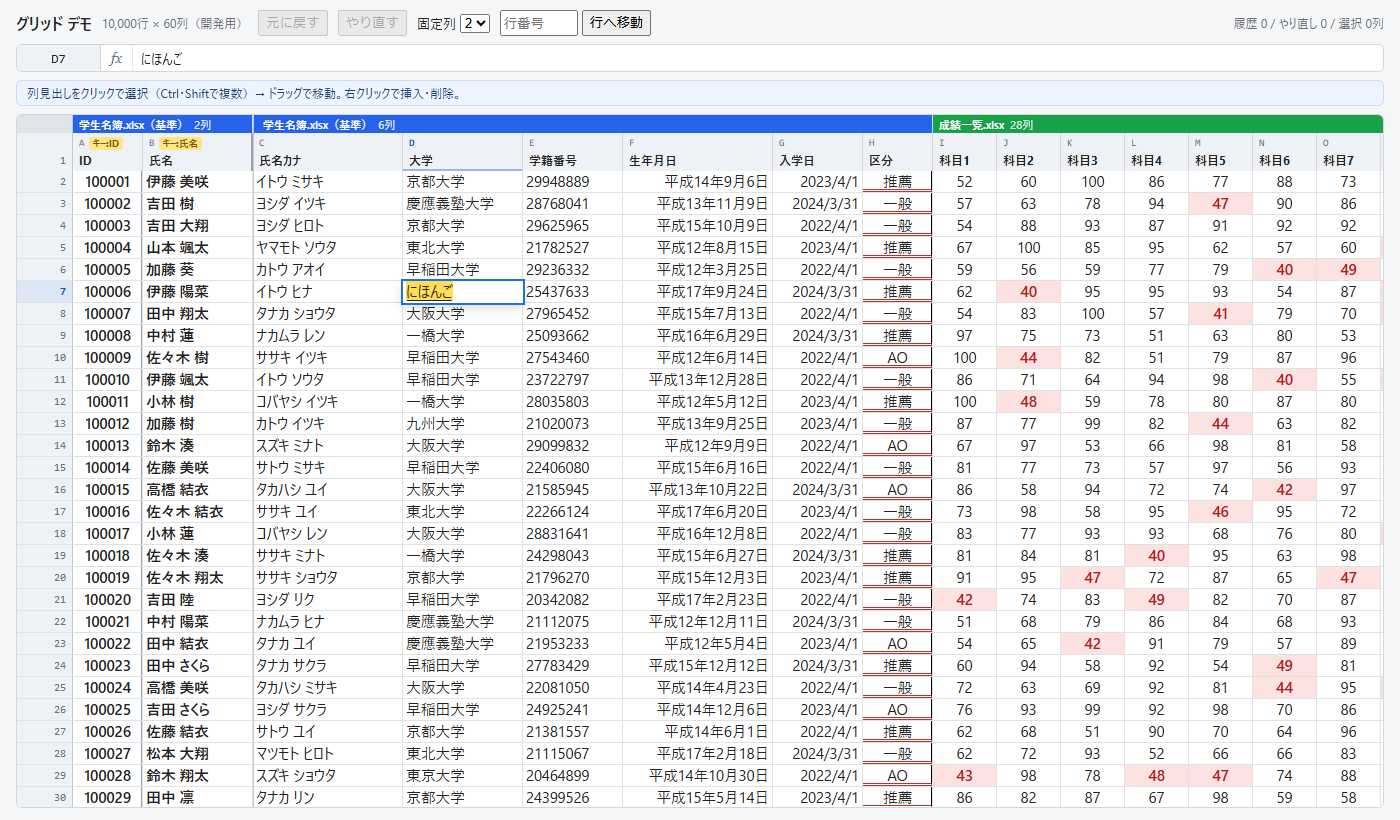 グリッド デモ 10,000行 × 60列（開発用） 元に戻す やり直す 固定列 2 行番号 行へ移動 履歴 0 / やり直し 0 / 選択 0列
D7 fx にほんご
列見出しをクリックで選択（Ctrl・Shiftで複数）→ ドラッグで移動。右クリックで挿入・削除。
学生名簿.xlsx（基準） 2列 学生名簿.xlsx（基準） 6列 成績一覧.xlsx 28列
A キー:ID B キー:氏名 C D E F G H I J K L M N O
1 ID 氏名 氏名カナ 大学 学籍番号 生年月日 入学日 区分 科目1 科目2 科目3 科目4 科目5 科目6 科目7
2 100001 伊藤 美咲 イトウ ミサキ 京都大学 29948889 平成14年9月6日 2023/4/1 推薦 52 60 100 86 77 88 73
3 100002 吉田 樹 ヨシダ イツキ 慶應義塾大学 28768041 平成13年11月9日 2024/3/31 一般 57 63 78 94 47 90 86
4 100003 吉田 大翔 ヨシダ ヒロト 京都大学 29625965 平成15年10月9日 2022/4/1 一般 54 88 93 87 91 92 92
5 100004 山本 颯太 ヤマモト ソウタ 東北大学 21782527 平成12年8月15日 2023/4/1 推薦 67 100 85 95 62 57 60
6 100005 加藤 葵 カトウ アオイ 早稲田大学 29236332 平成12年3月25日 2022/4/1 一般 59 56 59 77 79 40 49
7 100006 伊藤 陽菜 イトウ ヒナ にほんご 25437633 平成17年9月24日 2024/3/31 推薦 62 40 95 95 93 54 87
8 100007 田中 翔太 タナカ ショウタ 大阪大学 27965452 平成15年7月13日 2022/4/1 一般 54 83 100 57 41 79 70
9 100008 中村 蓮 ナカムラ レン 一橋大学 25093662 平成16年6月29日 2024/3/31 推薦 97 75 73 51 63 80 53
10 100009 佐々木 樹 ササキ イツキ 早稲田大学 27543460 平成12年6月14日 2022/4/1 AO 100 44 82 51 79 87 96
11 100010 伊藤 颯太 イトウ ソウタ 早稲田大学 23722797 平成13年12月28日 2022/4/1 一般 86 71 64 94 98 40 55
12 100011 小林 樹 コバヤシ イツキ 一橋大学 28035803 平成12年5月12日 2023/4/1 推薦 100 48 59 78 80 87 80
13 100012 加藤 樹 カトウ イツキ 九州大学 21020073 平成13年9月25日 2023/4/1 一般 87 77 99 82 44 63 82
14 100013 鈴木 湊 スズキ ミナト 大阪大学 29099832 平成12年9月9日 2022/4/1 AO 67 97 53 66 98 81 58
15 100014 佐藤 美咲 サトウ ミサキ 早稲田大学 22406080 平成15年6月16日 2022/4/1 一般 81 77 73 57 97 56 93
16 100015 高橋 結衣 タカハシ ユイ 大阪大学 21585945 平成13年10月22日 2024/3/31 AO 86 58 94 72 74 42 97
17 100016 佐々木 結衣 ササキ ユイ 東北大学 22266124 平成17年6月20日 2023/4/1 一般 73 98 58 95 46 95 72
18 100017 小林 蓮 コバヤシ レン 大阪大学 28831641 平成16年12月8日 2022/4/1 一般 83 77 93 93 68 76 80
19 100018 佐々木 湊 ササキ ミナト 一橋大学 24298043 平成15年6月27日 2024/3/31 推薦 81 84 81 40 95 63 98
20 100019 佐々木 翔太 ササキ ショウタ 京都大学 21796270 平成15年12月3日 2023/4/1 推薦 91 95 47 72 87 65 47
21 100020 吉田 陸 ヨシダ リク 早稲田大学 20342082 平成17年2月23日 2022/4/1 一般 42 74 83 49 82 70 87
22 100021 中村 陽菜 ナカムラ ヒナ 慶應義塾大学 21112075 平成12年12月11日 2024/3/31 一般 51 68 79 86 84 68 93
23 100022 田中 結衣 タナカ ユイ 慶應義塾大学 21953233 平成12年5月4日 2023/4/1 AO 54 65 42 91 79 57 89
24 100023 田中 さくら タナカ サクラ 早稲田大学 27783429 平成15年12月12日 2024/3/31 推薦 60 94 58 92 54 49 81
25 100024 高橋 美咲 タカハシ ミサキ 大阪大学 22081050 平成14年4月23日 2022/4/1 一般 72 63 69 92 81 44 95
26 100025 吉田 さくら ヨシダ サクラ 早稲田大学 24925241 平成14年12月6日 2023/4/1 AO 76 93 99 92 98 70 86
27 100026 佐藤 結衣 サトウ ユイ 京都大学 21381557 平成14年6月1日 2022/4/1 推薦 62 68 51 90 70 64 96
28 100027 松本 大翔 マツモト ヒロト 東北大学 21115067 平成17年2月18日 2024/3/31 一般 62 72 93 52 66 66 83
29 100028 鈴木 翔太 スズキ ショウタ 東京大学 20464899 平成14年10月30日 2022/4/1 AO 43 98 78 48 47 74 88
30 100029 田中 凛 タナカ リン 京都大学 24399526 平成15年5月14日 2023/4/1 推薦 86 82 87 67 98 59 58